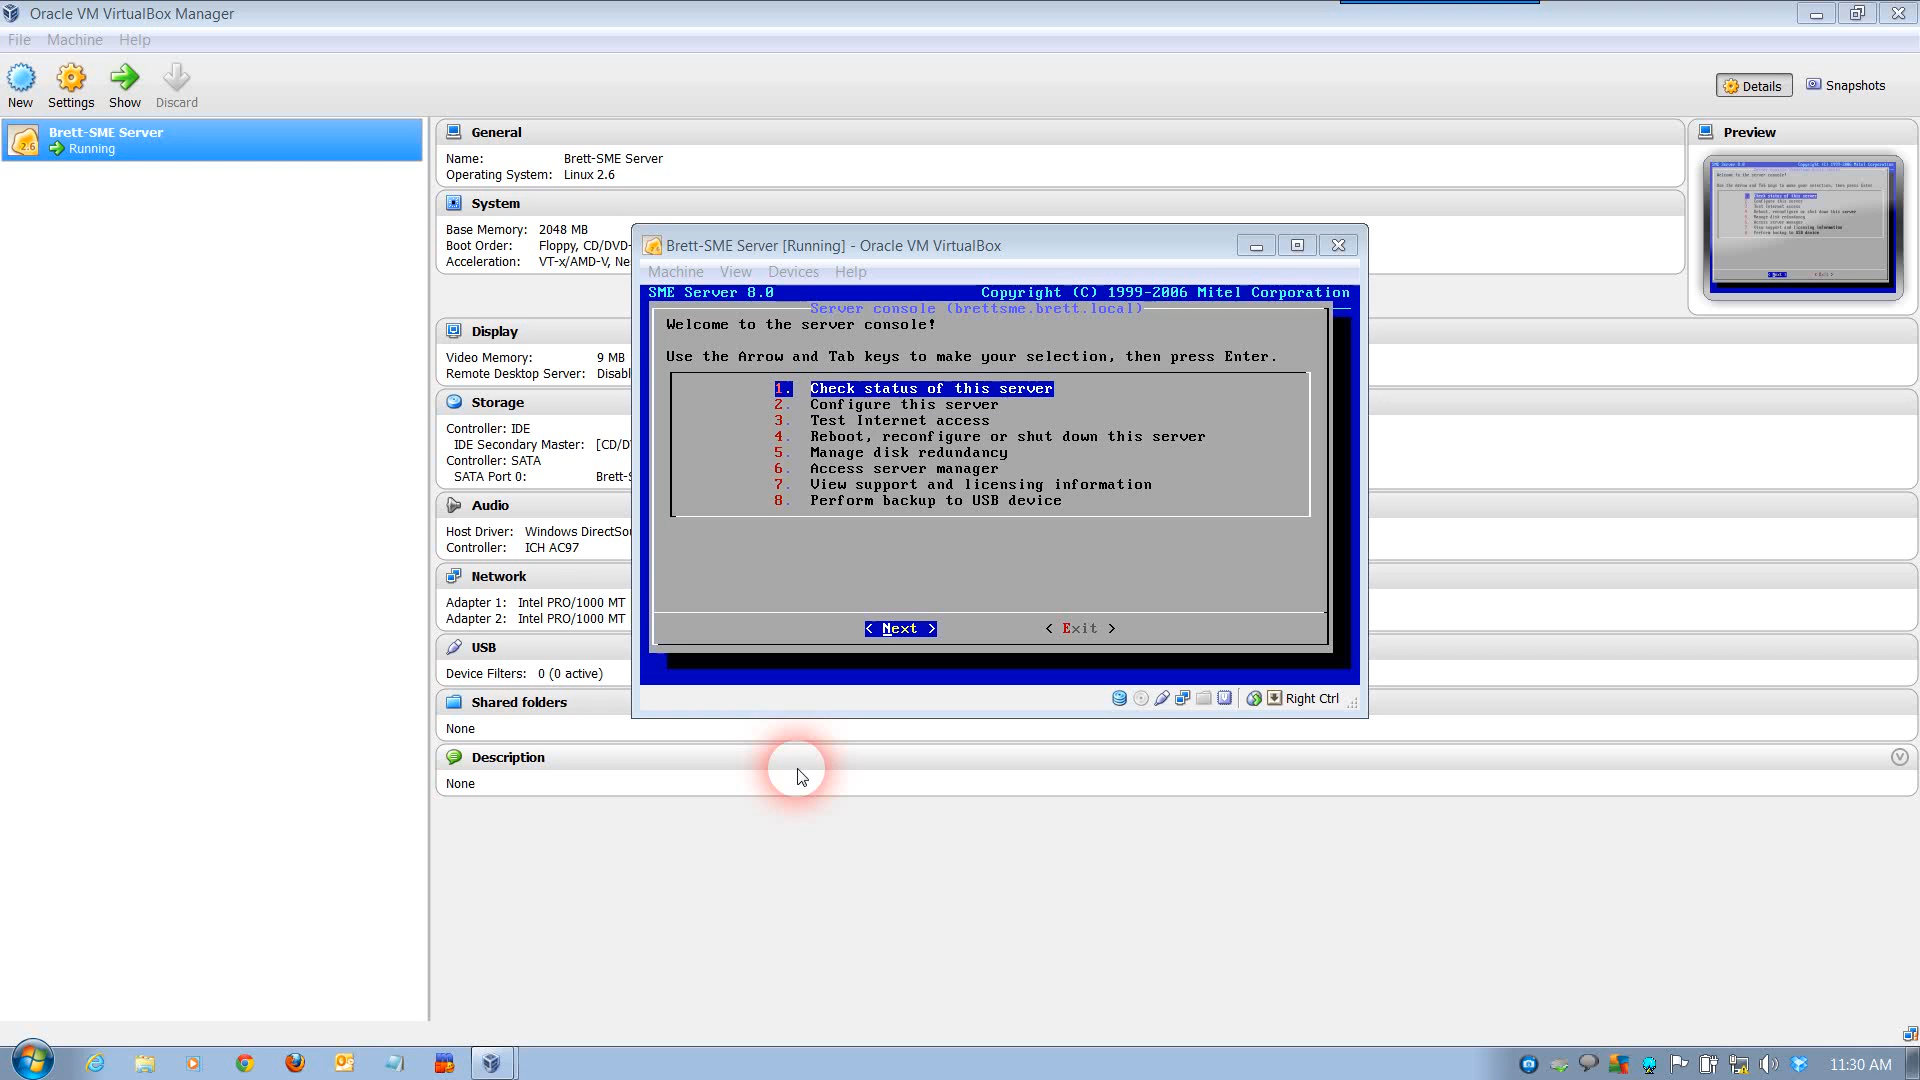 Oracle VM VirtualBox Manager
File Machine Help
New Settings Show Discard
Details Snapshots
Brett-SME Server
Running
General
Name: Brett-SME Server
Operating System: Linux 2.6
System
Base Memory: 2048 MB
Boot Order: Floppy, CD/DVD-
Acceleration: VT-x/AMD-V, Ne
Display
Video Memory: 9 MB
Remote Desktop Server: Disabl
Storage
Controller: IDE
IDE Secondary Master: [CD/D
Controller: SATA
SATA Port 0: Brett-S
Audio
Host Driver: Windows DirectSou
Controller: ICH AC97
Network
Adapter 1: Intel PRO/1000 MT
Adapter 2: Intel PRO/1000 MT
USB
Device Filters: 0 (0 active)
Shared folders
None
Description
None
Preview
Brett-SME Server [Running] - Oracle VM VirtualBox
Machine View Devices Help
SME Server 8.0 Copyright (C) 1999-2006 Mitel Corporation
Server console (brettsme.brett.local)
Welcome to the server console!
Use the Arrow and Tab keys to make your selection, then press Enter.
1. Check status of this server
2. Configure this server
3. Test Internet access
4. Reboot, reconfigure or shut down this server
5. Manage disk redundancy
6. Access server manager
7. View support and licensing information
8. Perform backup to USB device
< Next > < Exit >
Right Ctrl
11:30 AM